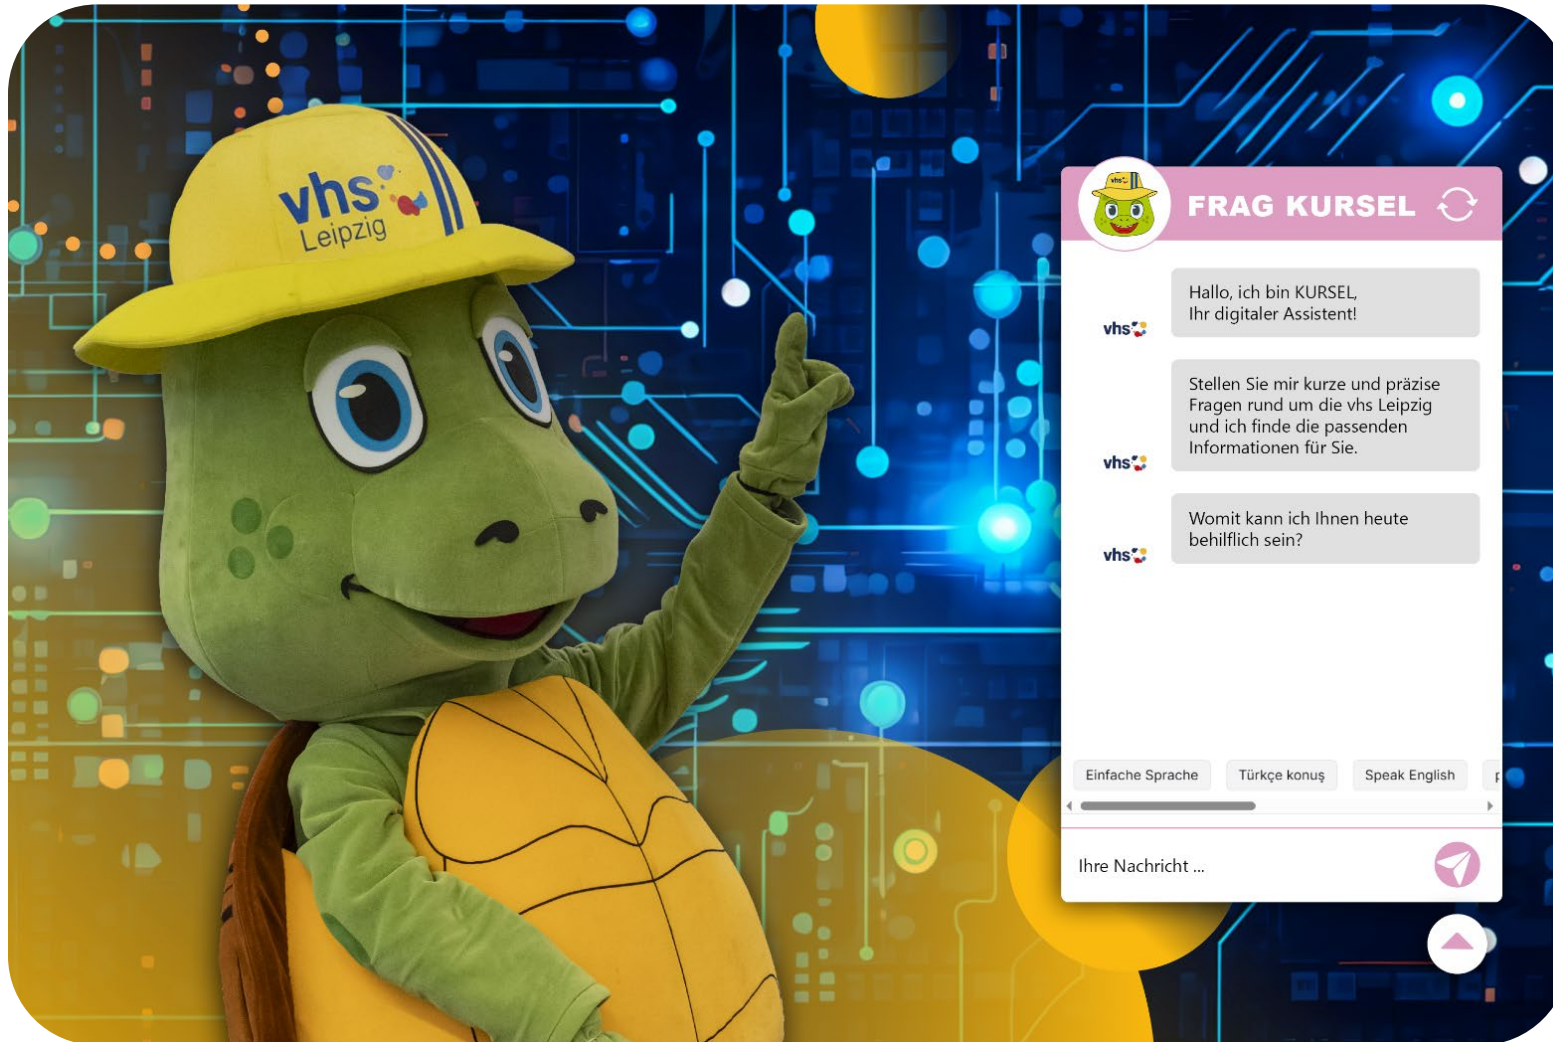 vhs
Leipzig
vhs
FRAG KURSEL
Hallo, ich bin KURSEL,
Ihr digitaler Assistent!
vhs
Stellen Sie mir kurze und präzise
Fragen rund um die vhs Leipzig
und ich finde die passenden
Informationen für Sie.
vhs
Womit kann ich Ihnen heute
behilflich sein?
vhs
Einfache Sprache
Türkçe konuş
Speak English
Ihre Nachricht ...